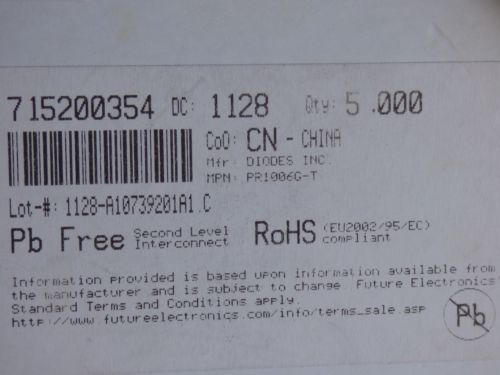 715200354 DC: 1128 Qty: 5.000
CoO: CN - CHINA
Mfr: DIODES INC.
MPN: PR1006G-T
Lot-#: 1128-A10739201A1.C
Pb Free Second Level Interconnect RoHS (EU2002/95/EC) compliant
Information provided is based upon information available from
the manufacturer and is subject to change. Future Electronics
Standard Terms and Conditions apply.
http://www.futureelectronics.com/info/terms_sale.asp
Pb